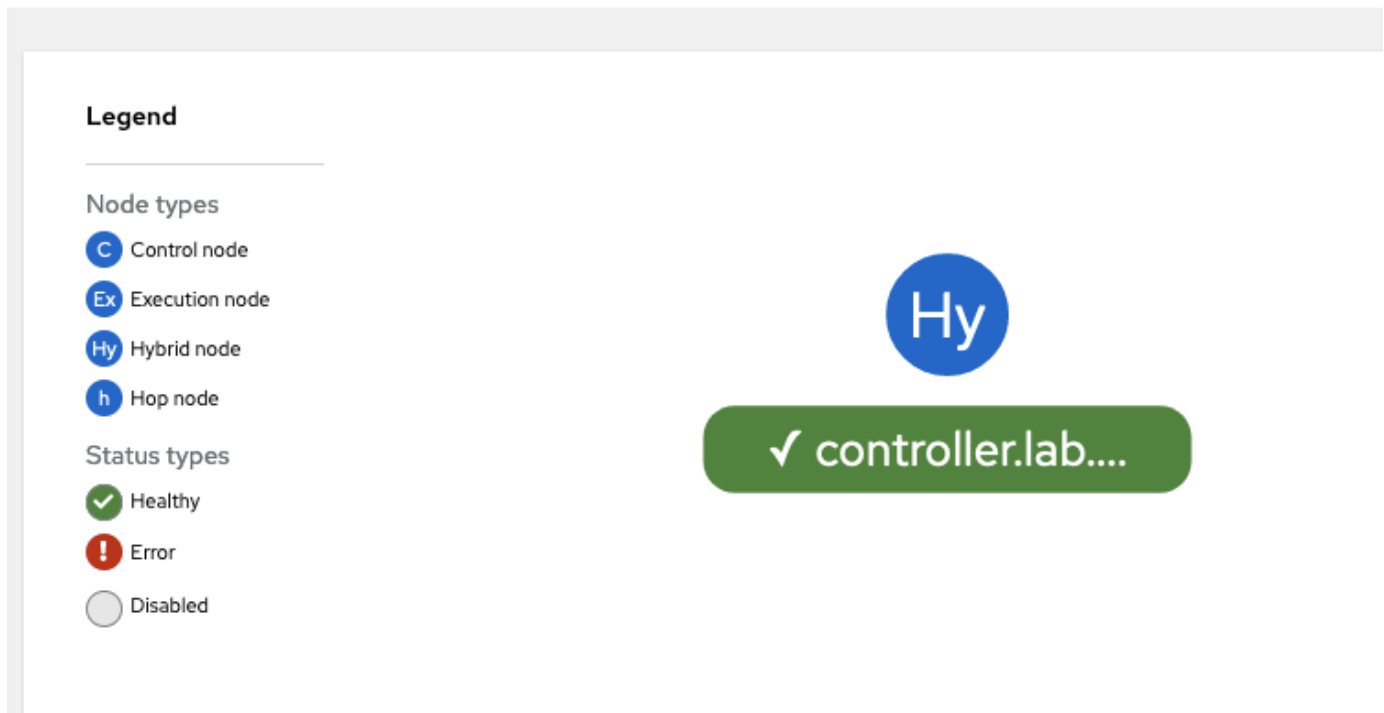 Legend
Node types
C Control node
Ex Execution node
Hy Hybrid node
h Hop node
Status types
Healthy
! Error
Disabled
Hy
✓ controller.lab....